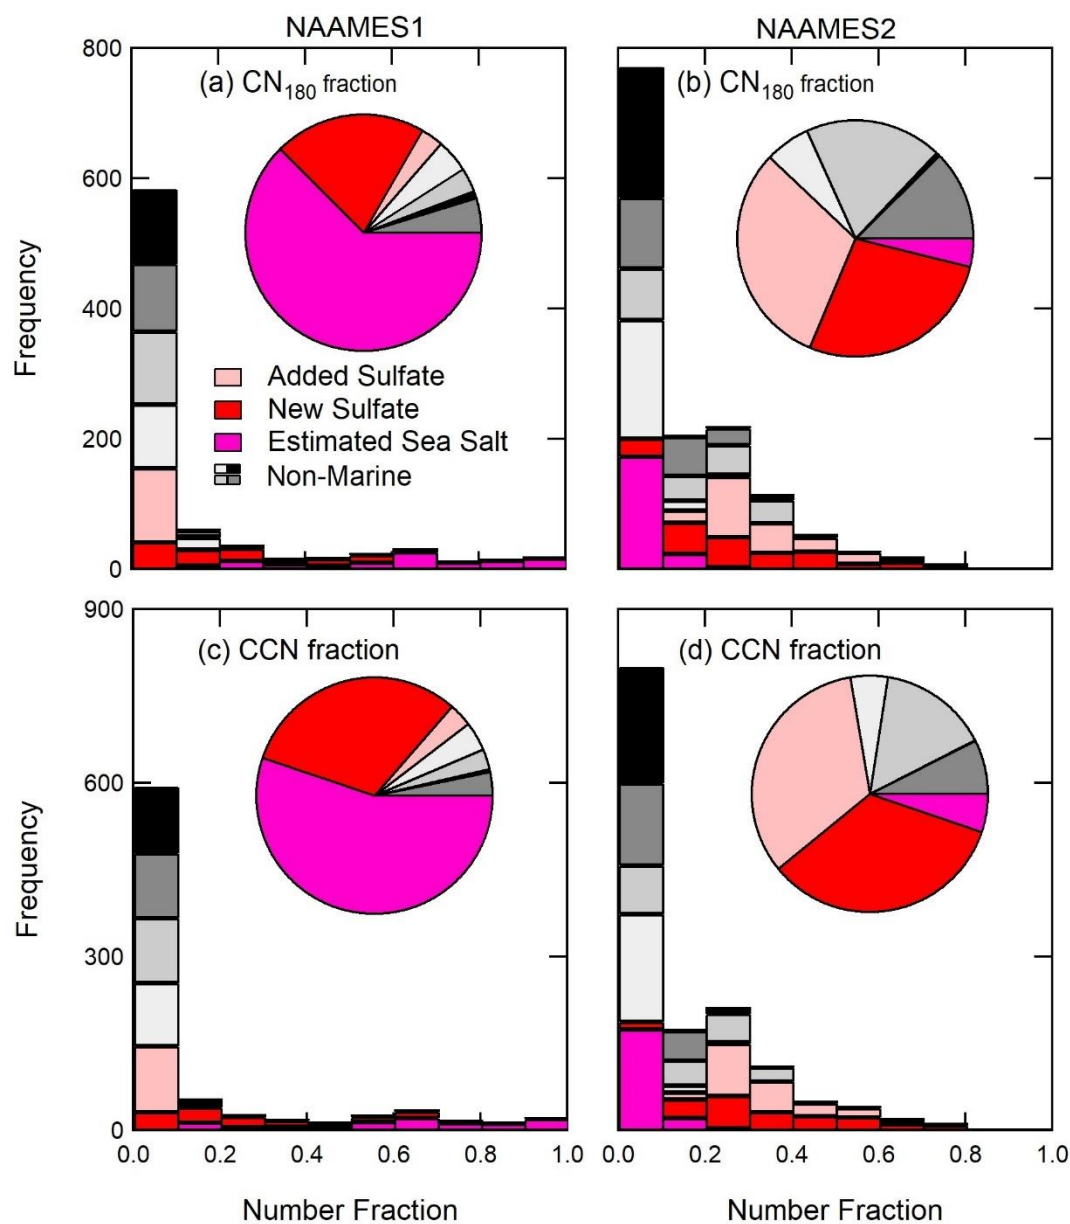 NAAMES1
NAAMES2
800
(a) CN₁₈₀ fraction
(b) CN₁₈₀ fraction
600
Frequency
400
Added Sulfate
New Sulfate
Estimated Sea Salt
Non-Marine
200
0
900
(c) CCN fraction
(d) CCN fraction
600
Frequency
300
0
0.0 0.2 0.4 0.6 0.8 1.0
0.0 0.2 0.4 0.6 0.8 1.0
Number Fraction
Number Fraction